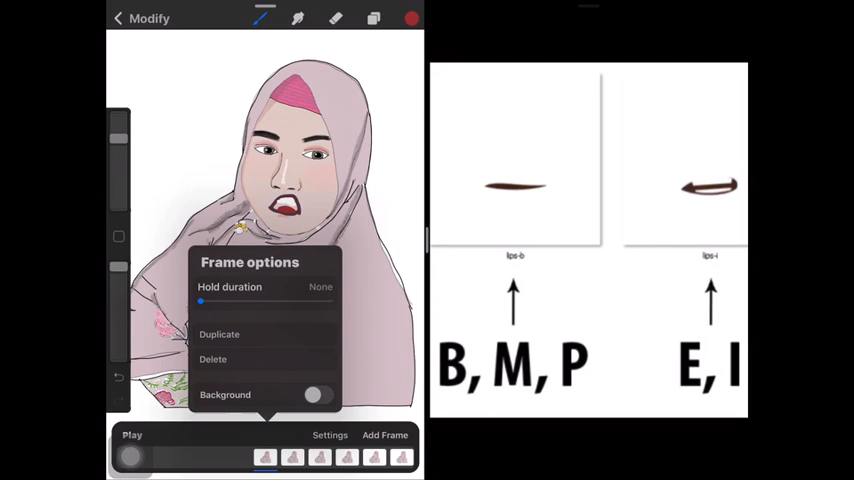 Modify
Frame options
Hold duration None
Duplicate
Delete
Background
Play Settings Add Frame
lips-b lips-i
B, M, P E, I